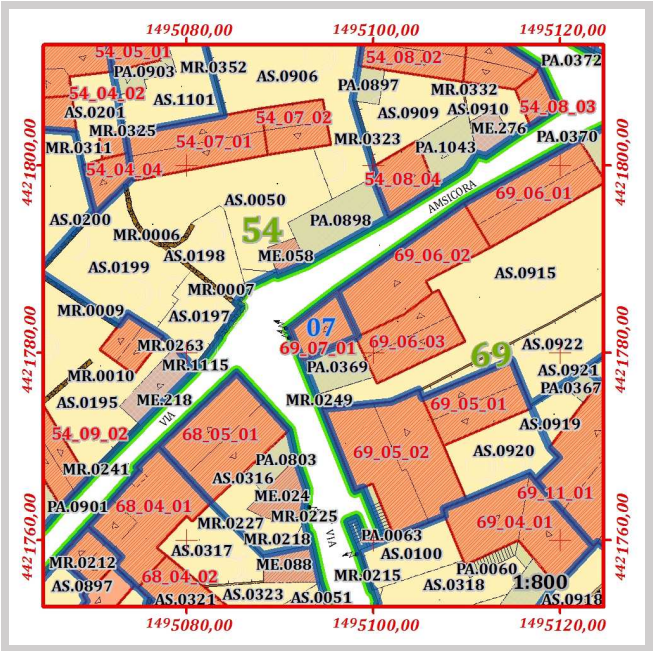 1495080,00 1495100,00 1495120,00
54_05_01
54_08_02
PA.0372
PA.0903
MR.0352
AS.0906
PA.0897
MR.0332
54_04_02
AS.1101
AS.0201
AS.0909
AS.0910
54_08_03
54_07_02
MR.0325
ME.276
MR.0311
54_07_01
MR.0323
PA.1043
PA.0370
4421800,00
4421800,00
54_04_04
54_08_04
AS.0050
AMSICORA
69_06_01
AS.0200
PA.0898
MR.0006
54
AS.0198
ME.058
69_06_02
AS.0199
AS.0915
MR.0007
MR.0009
AS.0197
07
MR.0263
69_07_01
69_06_03
AS.0922
4421780,00
4421780,00
MR.1115
PA.0369
69
AS.0921
MR.0010
PA.0367
AS.0195
ME.218
MR.0249
69_05_01
VIA
AS.0919
54_09_02
68_05_01
69_05_02
AS.0920
MR.0241
PA.0803
AS.0316
ME.024
69_11_01
PA.0901
68_04_01
MR.0225
MR.0227
69_04_01
MR.0218
VIA
PA.0063
4421760,00
4421760,00
AS.0317
AS.0100
MR.0212
ME.088
PA.0060
68_04_02
MR.0215
AS.0897
AS.0318
1:800
AS.0323
AS.0051
AS.0321
AS.0918
1495080,00 1495100,00 1495120,00